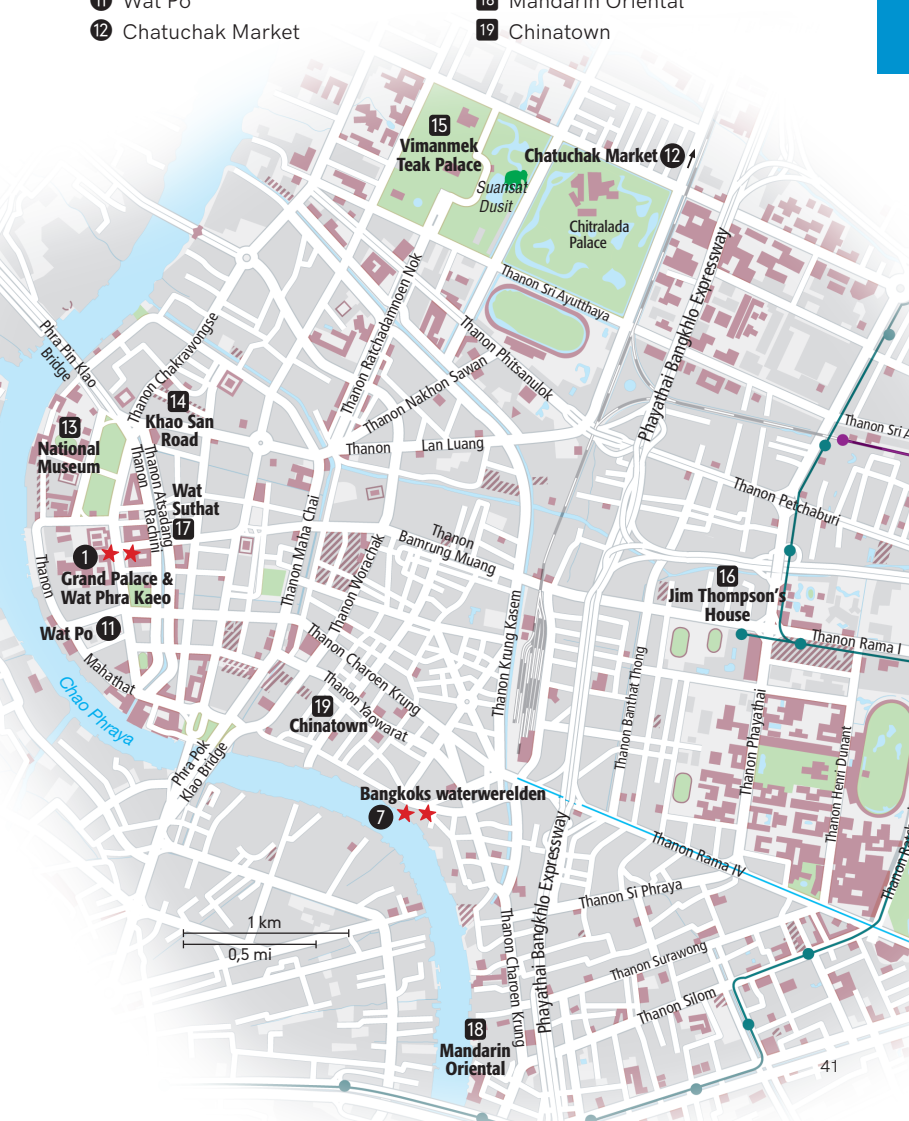 11 Wat Po
12 Chatuchak Market
18 Mandarin Oriental
19 Chinatown
15
Vimanmek
Teak Palace
Suansat
Dusit
Chatuchak Market 12
Chitralada
Palace
Thanon Sri Ayutthaya
Thanon Ratchadamnoen Nok
Thanon Phitsanulok
Thanon Nakhon Sawan
Phayathai Bangkhlo Expressway
Phra Pin Klao
Bridge
Thanon Chakrawongse
14
Khao San
Road
13
National
Museum
Thanon
Lan Luang
Thanon Sri A
Thanon Atsadang
Thanon
Rachini
Wat
Suthat
17
Thanon Petchaburi
Thanon Maha Chai
Thanon
Bamrung Muang
Thanon Worachak
1
Grand Palace &
Wat Phra Kaeo
Thanon
Mahathat
16
Jim Thompson's
House
Wat Po 11
Thanon Rama I
Thanon Krung Kasem
Thanon Charoen Krung
Thanon Yaowarat
Thanon Banthat Thong
Thanon Phayathai
Thanon Henri Dunant
Chao Phraya
19
Chinatown
Phra Pok
Klao Bridge
Bangkoks waterwerelden
7
Thanon Rama IV
Thanon Si Phraya
Phayathai Bangkhlo Expressway
1 km
0,5 mi
Thanon Charoen Krung
Thanon Surawong
Thanon Silom
18
Mandarin
Oriental
41